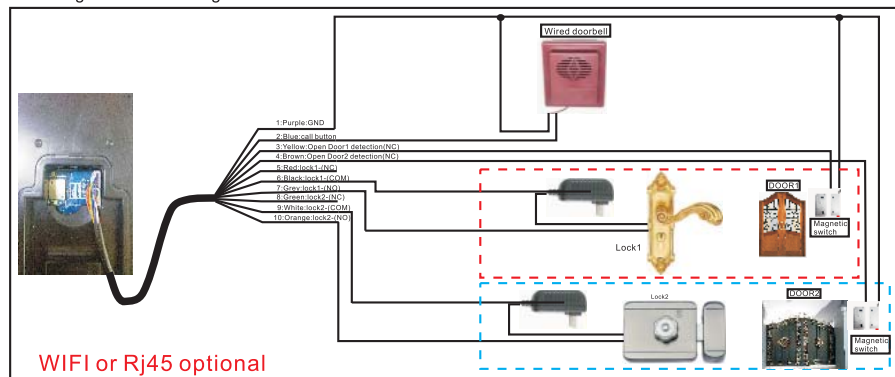 Wired doorbell
1:Purple:GND
2:Blue:call button
3:Yellow:Open Door1 detection(NC)
4:Brown:Open Door2 detection(NC)
5:Red:lock1-(NC)
6:Black:lock1-(COM)
7:Grey:lock1-(NO)
8:Green:lock2-(NC)
9:White:lock2-(COM)
10:Orange:lock2-(NO)
DOOR1
Magnetic
switch
Lock1
Lock2
DOOR2
Magnetic
switch
WIFI or Rj45 optional